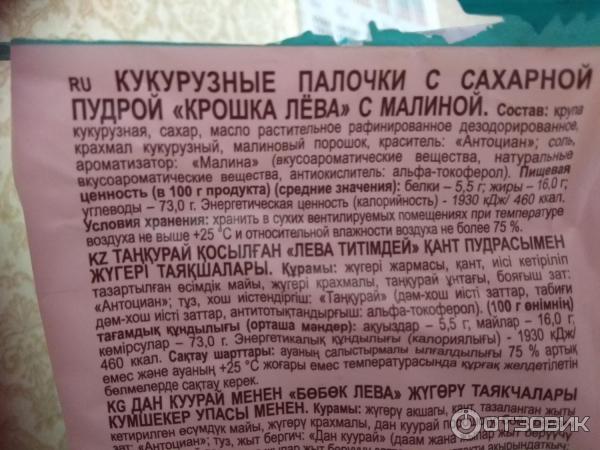 RU КУКУРУЗНЫЕ ПАЛОЧКИ С САХАРНОЙ
ПУДРОЙ «КРОШКА ЛЁВА» С МАЛИНОЙ. Состав: крупа
кукурузная, сахар, масло растительное рафинированное дезодорированное,
крахмал кукурузный, малиновый порошок, краситель: «Антоциан»; соль,
ароматизатор: «Малина» (вкусоароматические вещества, натуральные
вкусоароматические вещества, антиокислитель: альфа-токоферол). Пищевая
ценность (в 100 г продукта) (средние значения): белки – 5,5 г; жиры – 16,0 г;
углеводы – 73,0 г. Энергетическая ценность (калорийность) - 1930 кДж/ 460 ккал.
Условия хранения: хранить в сухих вентилируемых помещениях при температуре
воздуха не выше +25 °С и относительной влажности воздуха не более 75 %.
KZ ТАҢҚУРАЙ ҚОСЫЛҒАН «ЛЕВА ТИТІМДЕЙ» ҚАНТ ПУДРАСЫМЕН
ЖҮГЕРІ ТАЯҚШАЛАРЫ. Құрамы: жүгері жармасы, қант, иісі кетіріліп
тазартылған өсімдік майы, жүгері крахмалы, таңқурай ұнтағы, бояғыш зат:
«Антоциан»; тұз, хош иістендіргіш: «Таңқурай» (дәм-хош иісті заттар, табиғи
дәм-хош иісті заттар, антитотықтандырғыш: альфа-токоферол). (100 г өнімнің)
тағамдық құндылығы (орташа мәндер): ақуыздар – 5,5 г, майлар – 16,0 г,
көмірсулар – 73,0 г. Энергетикалық құндылығы (калориялығы) - 1930 кДж/
460 ккал. Сақтау шарттары: ауаның салыстырмалы ылғалдылығы 75 % артық
емес және ауаның +25 °С жоғары емес температурасында құрғақ желдетілетін
бөлмелерде сақтау керек.
KG ДАН КУУРАЙ МЕНЕН «БӨБӨК ЛЕВА» ЖҮГӨРҮ ТАЯКЧАЛАРЫ
КУМШЕКЕР УПАСЫ МЕНЕН. Курамы: жүгөрү акшагы, кант, тазаланган жыты
кетирилген өсүмдүк майы, жүгөрү крахмалы, дан куурай
зат: «Антоциан»; туз, жыт бергич: «Дан куурай» (даам жана
ОТЗОВИК